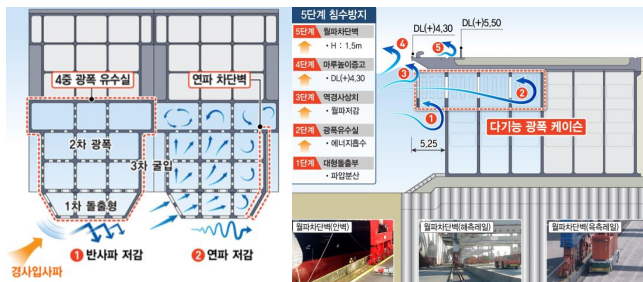 4중 광폭 유수실
연파 차단벽
2차 광폭
3차 굴입
1차 돌출형
경사입사파
1 반사파 저감
2 연파 저감
5단계 침수방지
5단계 월파차단벽
· H : 1.5m
4단계 마루높이증고
· DL(+)4.30
3단계 역경사상치
· 월파저감
2단계 광폭유수실
· 에너지흡수
1단계 대형돌출부
· 파압분산
DL(+)4,30
DL(+)5,50
4
5
3
2
1
다기능 광폭 케이슨
5,25
월파차단벽(안벽)
월파차단벽(해측레일)
월파차단벽(육측레일)